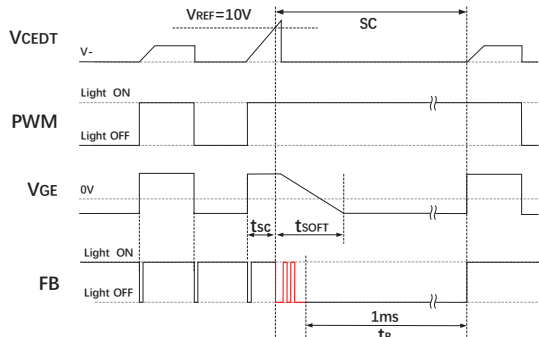 VREF=10V
SC
VCEDT
V-
Light ON
PWM
Light OFF
VGE
0V
tsc
tSOFT
Light ON
FB
Light OFF
1ms
tB